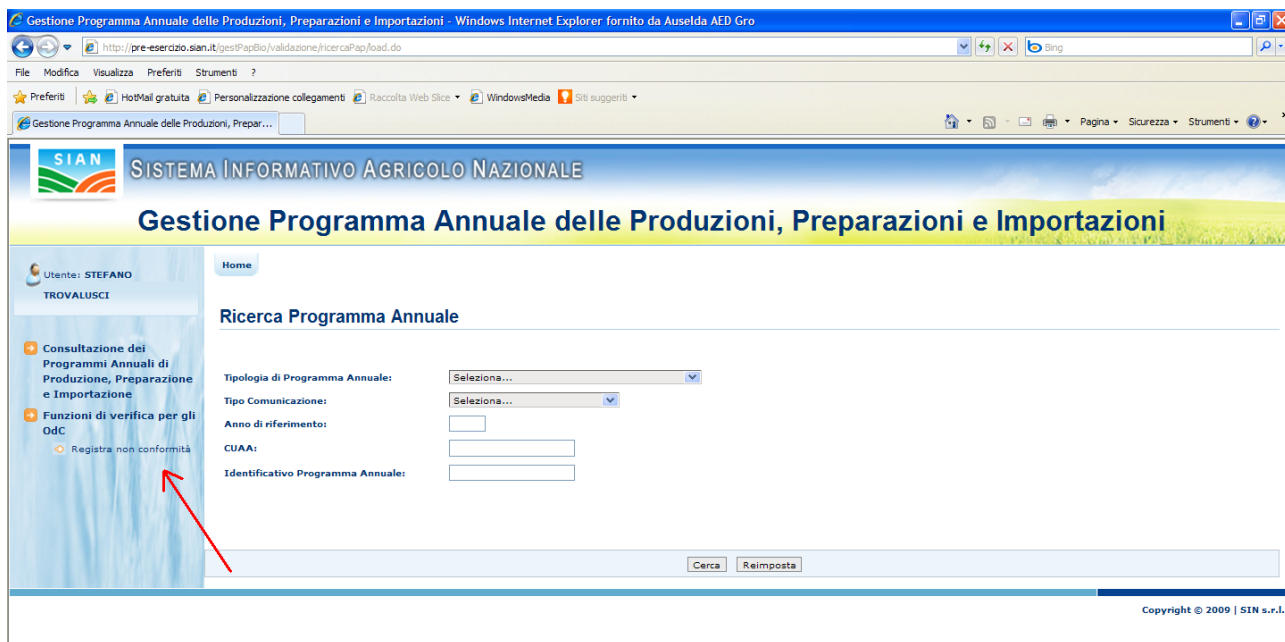 Gestione Programma Annuale delle Produzioni, Preparazioni e Importazioni - Windows Internet Explorer fornito da Auselda AED Gro
http://pre-esercizio.sian.it/gestPapBio/validazione/ricercaPap/load.do
Bing
File Modifica Visualizza Preferiti Strumenti ?
Preferiti HotMail gratuita Personalizzazione collegamenti Raccolta Web Slice WindowsMedia Siti suggeriti
Gestione Programma Annuale delle Produzioni, Prepar...
Pagina Sicurezza Strumenti
SIAN
SISTEMA INFORMATIVO AGRICOLO NAZIONALE
Gestione Programma Annuale delle Produzioni, Preparazioni e Importazioni
Utente: STEFANO
TROVALUSCI
Consultazione dei
Programmi Annuali di
Produzione, Preparazione
e Importazione
Funzioni di verifica per gli
OdC
Registra non conformità
Home
Ricerca Programma Annuale
Tipologia di Programma Annuale: Seleziona...
Tipo Comunicazione: Seleziona...
Anno di riferimento:
CUAA:
Identificativo Programma Annuale:
Cerca Reimposta
Copyright © 2009 | SIN s.r.l.